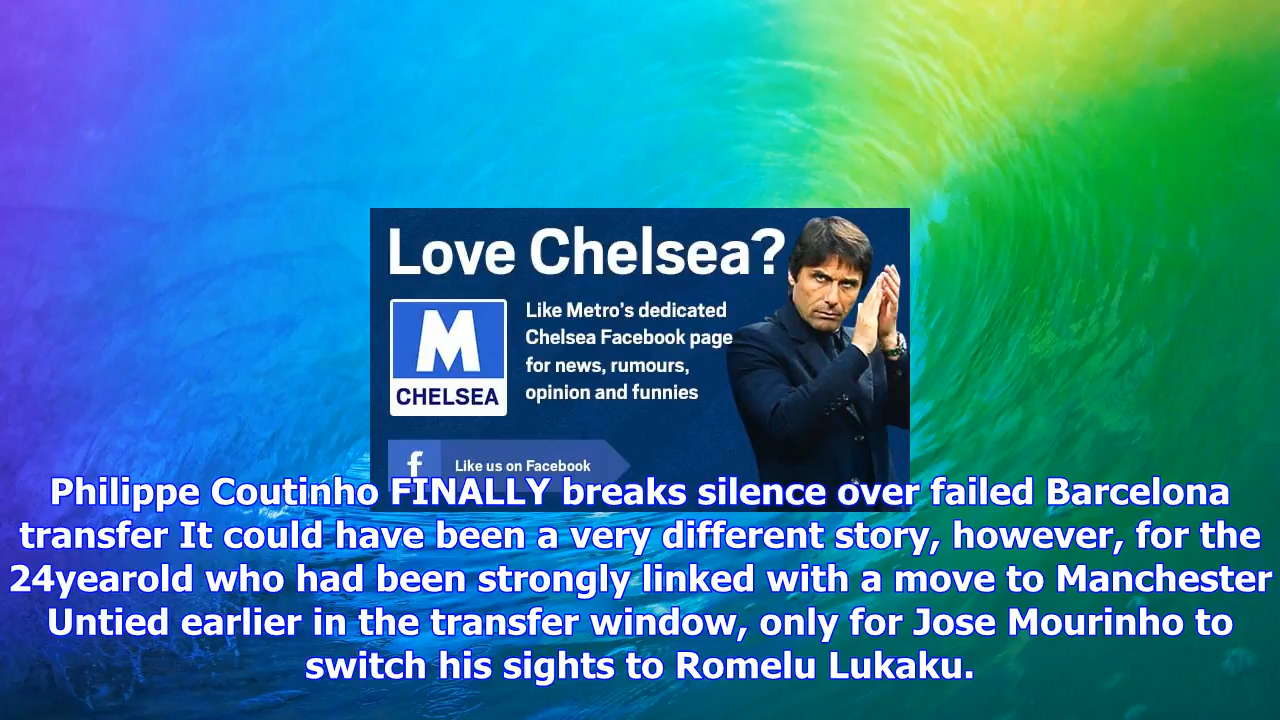 Love Chelsea?
M
CHELSEA
Like Metro's dedicated
Chelsea Facebook page
for news, rumours,
opinion and funnies
f
Like us on Facebook
Philippe Coutinho FINALLY breaks silence over failed Barcelona
transfer It could have been a very different story, however, for the
24yearold who had been strongly linked with a move to Manchester
Untied earlier in the transfer window, only for Jose Mourinho to
switch his sights to Romelu Lukaku.